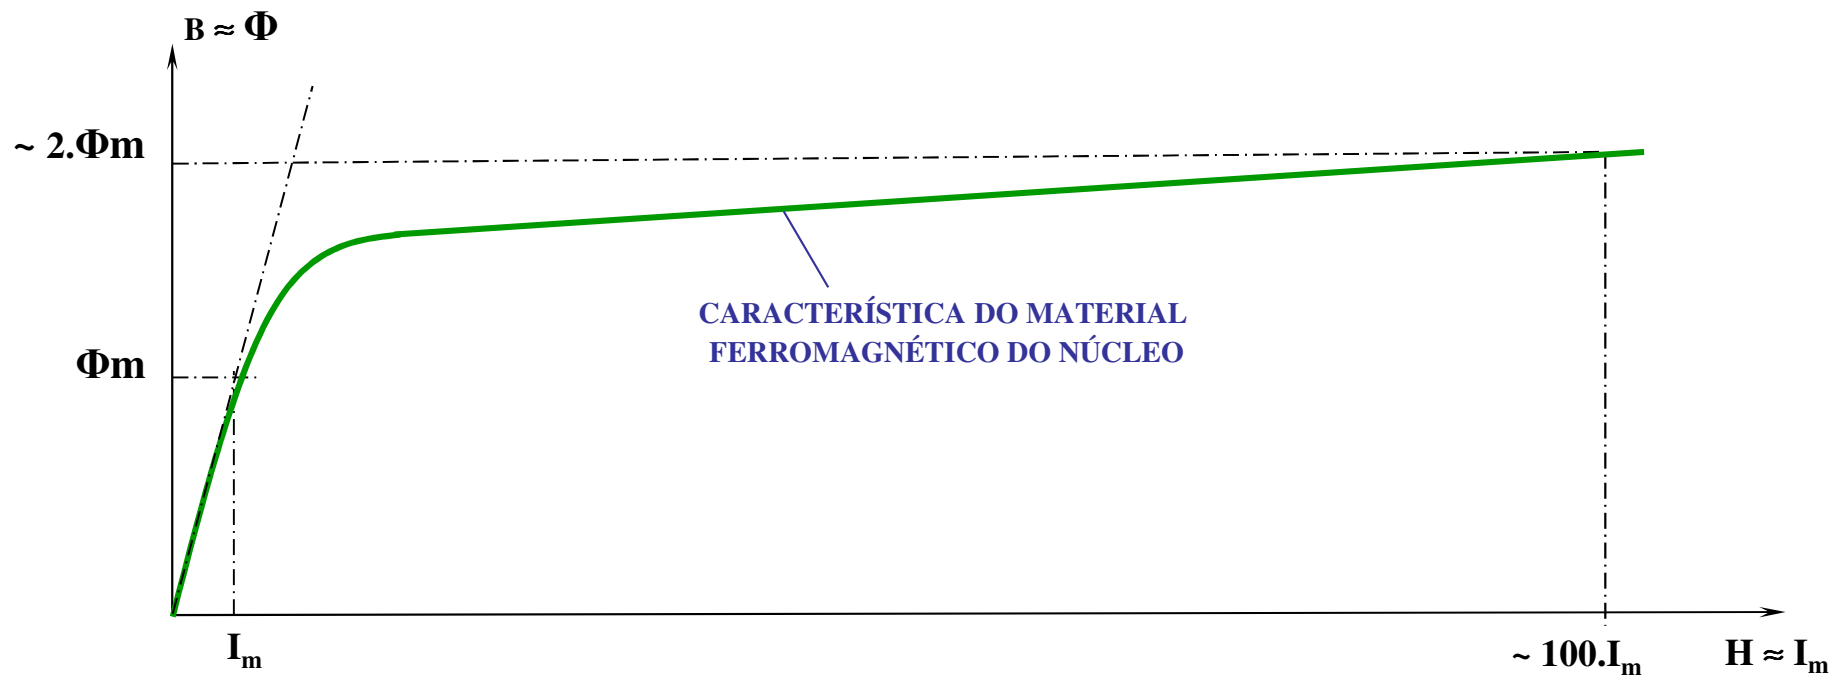 B ≈ Φ
~ 2.Φm
CARACTERÍSTICA DO MATERIAL
FERROMAGNÉTICO DO NÚCLEO
Φm
Im
~ 100.Im
H ≈ Im